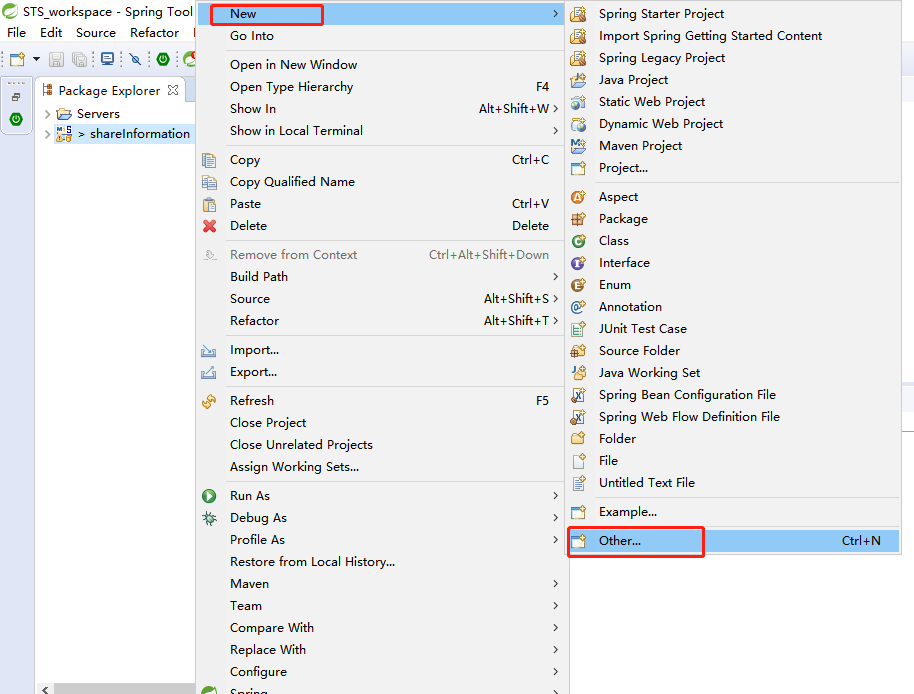 STS_workspace - Spring Tool
File Edit Source Refactor
Package Explorer
Servers
> shareInformation
New
Go Into
Open in New Window
Open Type Hierarchy F4
Show In Alt+Shift+W
Show in Local Terminal
Copy Ctrl+C
Copy Qualified Name
Paste Ctrl+V
Delete Delete
Remove from Context Ctrl+Alt+Shift+Down
Build Path
Source Alt+Shift+S
Refactor Alt+Shift+T
Import...
Export...
Refresh F5
Close Project
Close Unrelated Projects
Assign Working Sets...
Run As
Debug As
Profile As
Restore from Local History...
Maven
Team
Compare With
Replace With
Configure
Spring
Spring Starter Project
Import Spring Getting Started Content
Spring Legacy Project
Java Project
Static Web Project
Dynamic Web Project
Maven Project
Project...
Aspect
Package
Class
Interface
Enum
Annotation
JUnit Test Case
Source Folder
Java Working Set
Spring Bean Configuration File
Spring Web Flow Definition File
Folder
File
Untitled Text File
Example...
Other... Ctrl+N